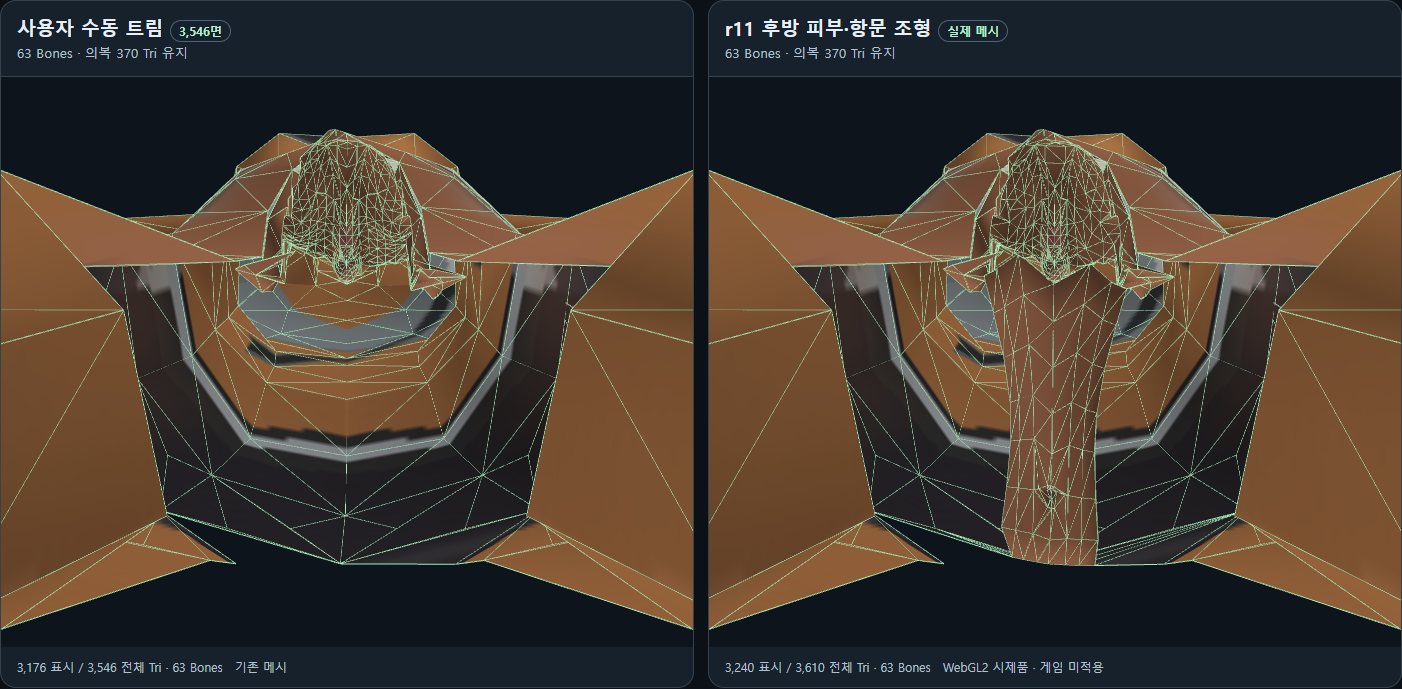 사용자 수동 트림 3,546면
63 Bones · 의복 370 Tri 유지
3,176 표시 / 3,546 전체 Tri · 63 Bones 기존 메시
r11 후방 피부·항문 조형 실제 메시
63 Bones · 의복 370 Tri 유지
3,240 표시 / 3,610 전체 Tri · 63 Bones WebGL2 시제품 · 게임 미적용